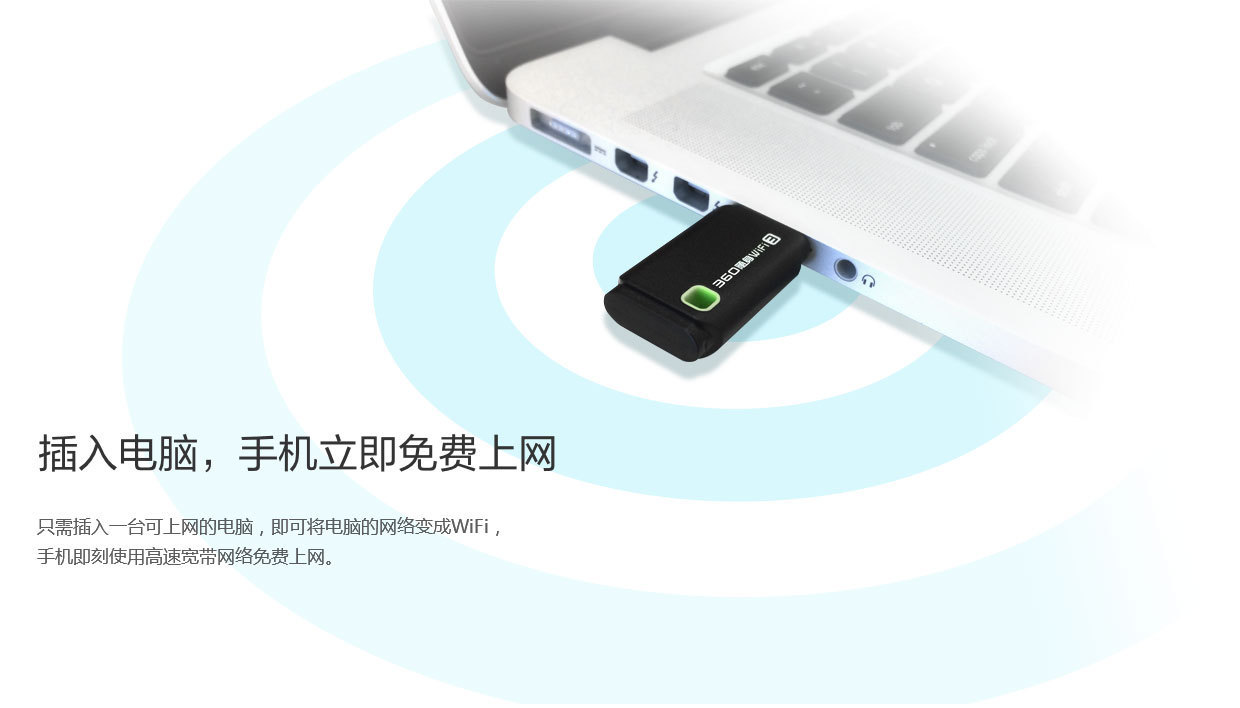 360随身WiFi 3
插入电脑，手机立即免费上网
只需插入一台可上网的电脑，即可将电脑的网络变成WiFi，
手机即刻使用高速宽带网络免费上网。